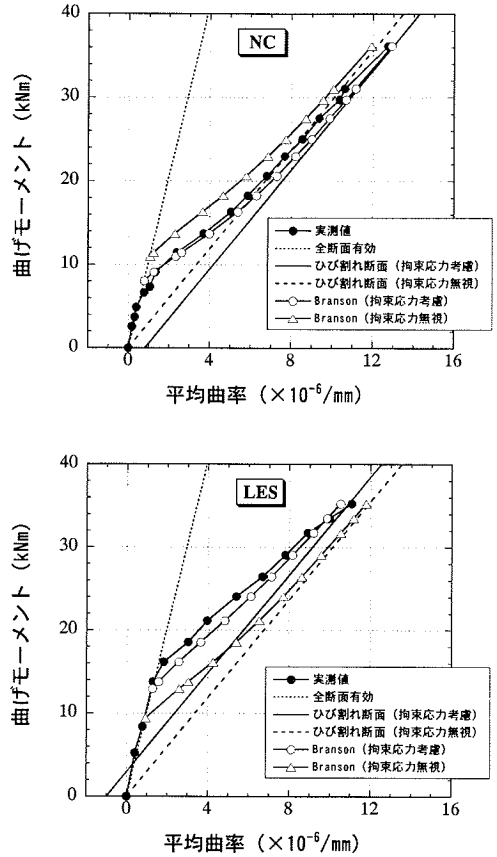 40
NC
30
20
10
0
曲げモーメント (kNm)
実測値
全断面有効
ひび割れ断面 (拘束応力考慮)
ひび割れ断面 (拘束応力無視)
Branson (拘束応力考慮)
Branson (拘束応力無視)
0 4 8 12 16
平均曲率 (×10⁻⁶/mm)
40
LES
30
20
10
0
曲げモーメント (kNm)
実測値
全断面有効
ひび割れ断面 (拘束応力考慮)
ひび割れ断面 (拘束応力無視)
Branson (拘束応力考慮)
Branson (拘束応力無視)
0 4 8 12 16
平均曲率 (×10⁻⁶/mm)